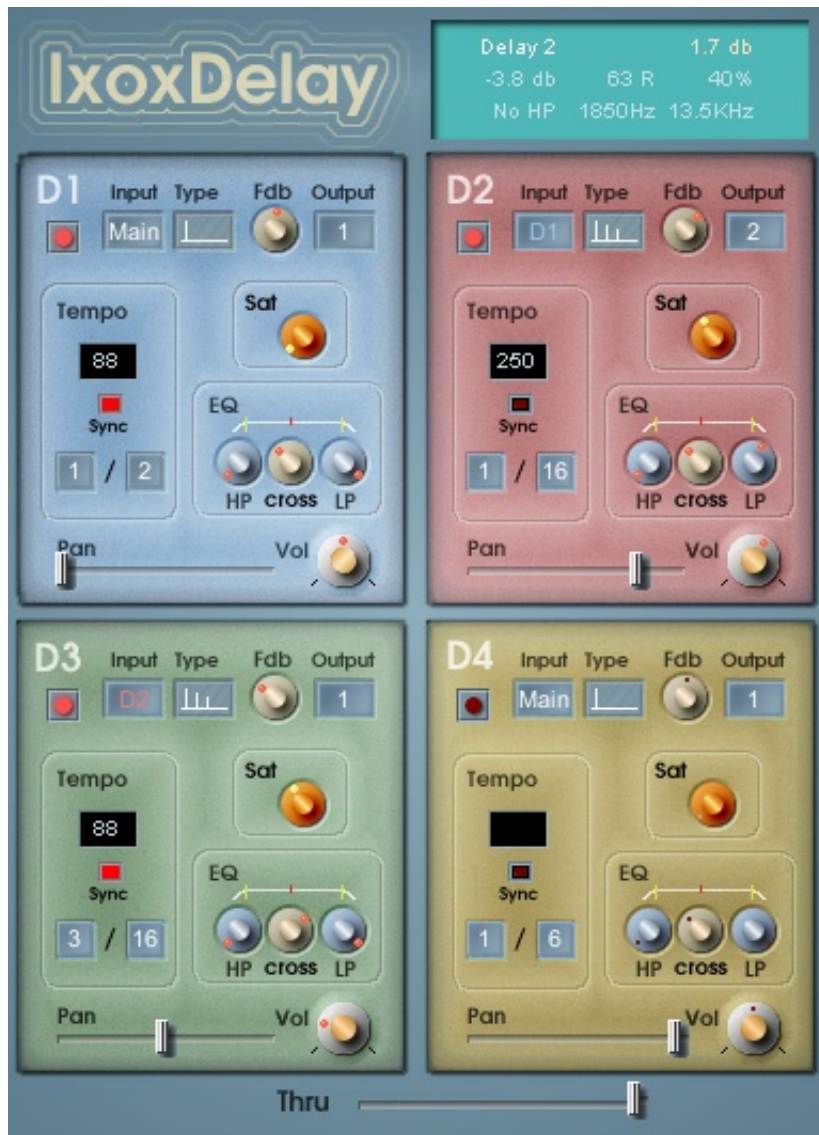 IxoxDelay
Delay 2 1.7 db
-3.8 db 63 R 40%
No HP 1850Hz 13.5KHz
D1 Input Type Fdb Output
Main 1
Tempo Sat
88
Sync
1 / 2
EQ
HP cross LP
Pan Vol
D2 Input Type Fdb Output
D1 2
Tempo Sat
250
Sync
1 / 16
EQ
HP cross LP
Pan Vol
D3 Input Type Fdb Output
D2 1
Tempo Sat
88
Sync
3 / 16
EQ
HP cross LP
Pan Vol
D4 Input Type Fdb Output
Main 1
Tempo Sat
Sync
1 / 6
EQ
HP cross LP
Pan Vol
Thru